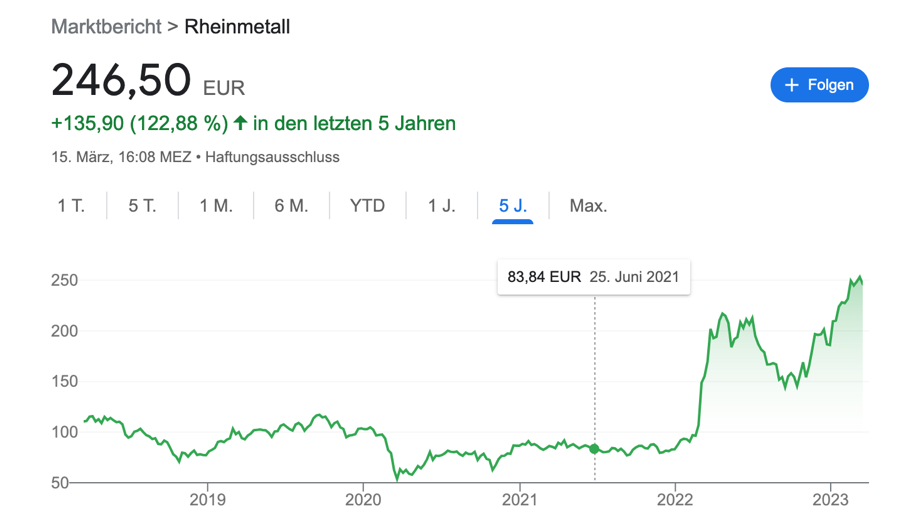 Marktbericht > Rheinmetall
246,50 EUR
+ Folgen
+135,90 (122,88 %) ↑ in den letzten 5 Jahren
15. März, 16:08 MEZ • Haftungsausschluss
1 T. 5 T. 1 M. 6 M. YTD 1 J. 5 J. Max.
83,84 EUR 25. Juni 2021
250
200
150
100
50
2019 2020 2021 2022 2023